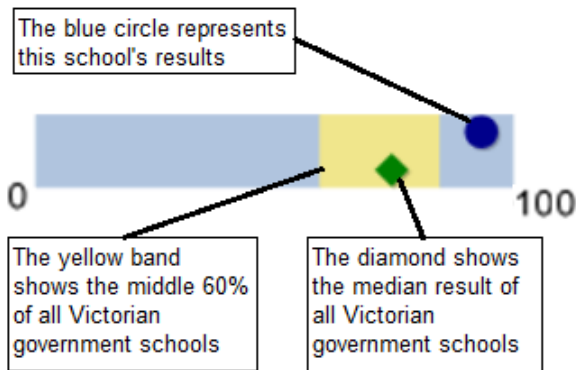 The blue circle represents
this school's results
0
100
The yellow band
shows the middle 60%
of all Victorian
government schools
The diamond shows
the median result of
all Victorian
government schools